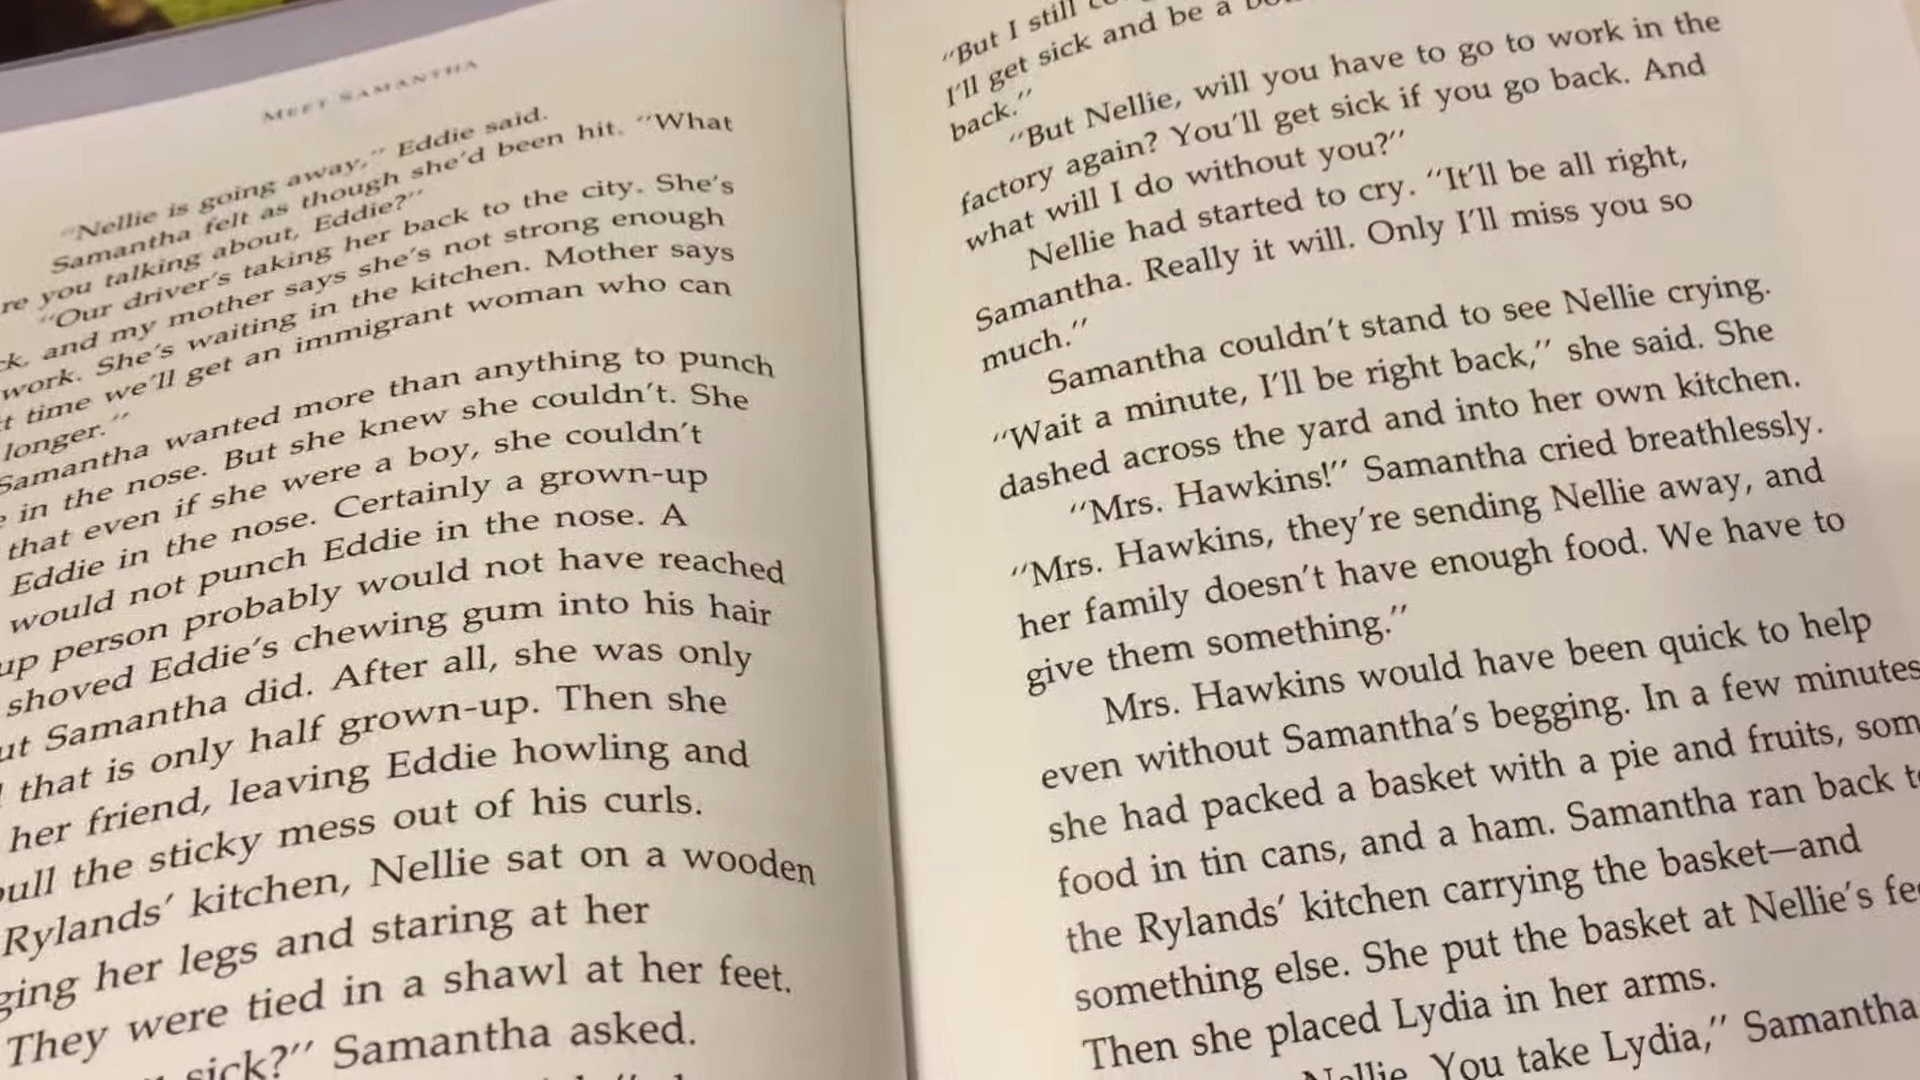 MEET SAMANTHA
"Nellie is going away," Eddie said.
Samantha felt as though she'd been hit. "What
re you talking about, Eddie?"
"Our driver's taking her back to the city. She's
ck, and my mother says she's not strong enough
work. She's waiting in the kitchen. Mother says
t time we'll get an immigrant woman who can
longer."
Samantha wanted more than anything to punch
e in the nose. But she knew she couldn't. She
that even if she were a boy, she couldn't
Eddie in the nose. Certainly a grown-up
would not punch Eddie in the nose. A
up person probably would not have reached
shoved Eddie's chewing gum into his hair
ut Samantha did. After all, she was only
that is only half grown-up. Then she
her friend, leaving Eddie howling and
pull the sticky mess out of his curls.
Rylands' kitchen, Nellie sat on a wooden
ging her legs and staring at her
They were tied in a shawl at her feet.
sick?" Samantha asked.
"But I still
I'll get sick and be a
back."
"But Nellie, will you have to go to work in the
factory again? You'll get sick if you go back. And
what will I do without you?"
Nellie had started to cry. "It'll be all right,
Samantha. Really it will. Only I'll miss you so
much."
Samantha couldn't stand to see Nellie crying.
"Wait a minute, I'll be right back," she said. She
dashed across the yard and into her own kitchen.
"Mrs. Hawkins!" Samantha cried breathlessly.
"Mrs. Hawkins, they're sending Nellie away, and
her family doesn't have enough food. We have to
give them something."
Mrs. Hawkins would have been quick to help
even without Samantha's begging. In a few minutes
she had packed a basket with a pie and fruits, som
food in tin cans, and a ham. Samantha ran back t
the Rylands' kitchen carrying the basket—and
something else. She put the basket at Nellie's fe
Then she placed Lydia in her arms.
Nellie. You take Lydia," Samantha